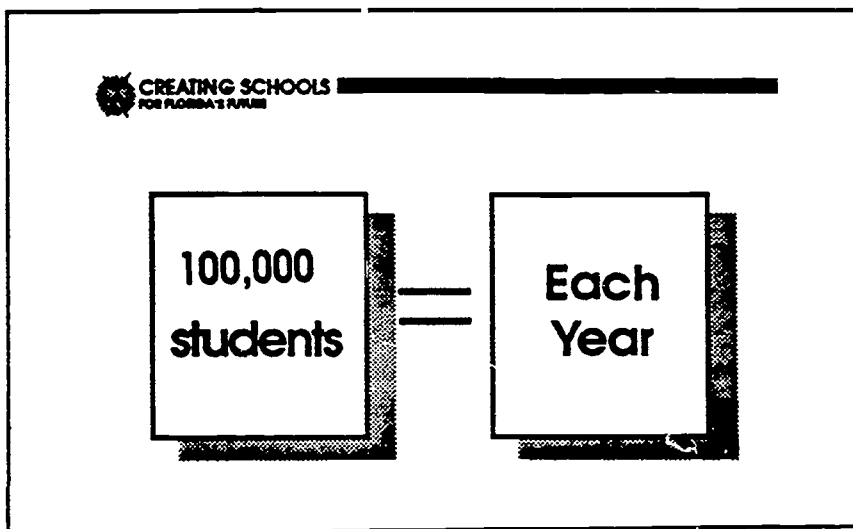 CREATING SCHOOLS
FOR FLORIDA'S FUTURE
100,000
students
=
Each
Year